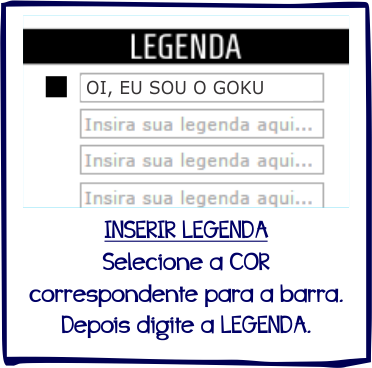 LEGENDA
OI, EU SOU O GOKU
Insira sua legenda aqui...
Insira sua legenda aqui...
Insira sua legenda aqui...
INSERIR LEGENDA
Selecione a COR
correspondente para a barra.
Depois digite a LEGENDA.